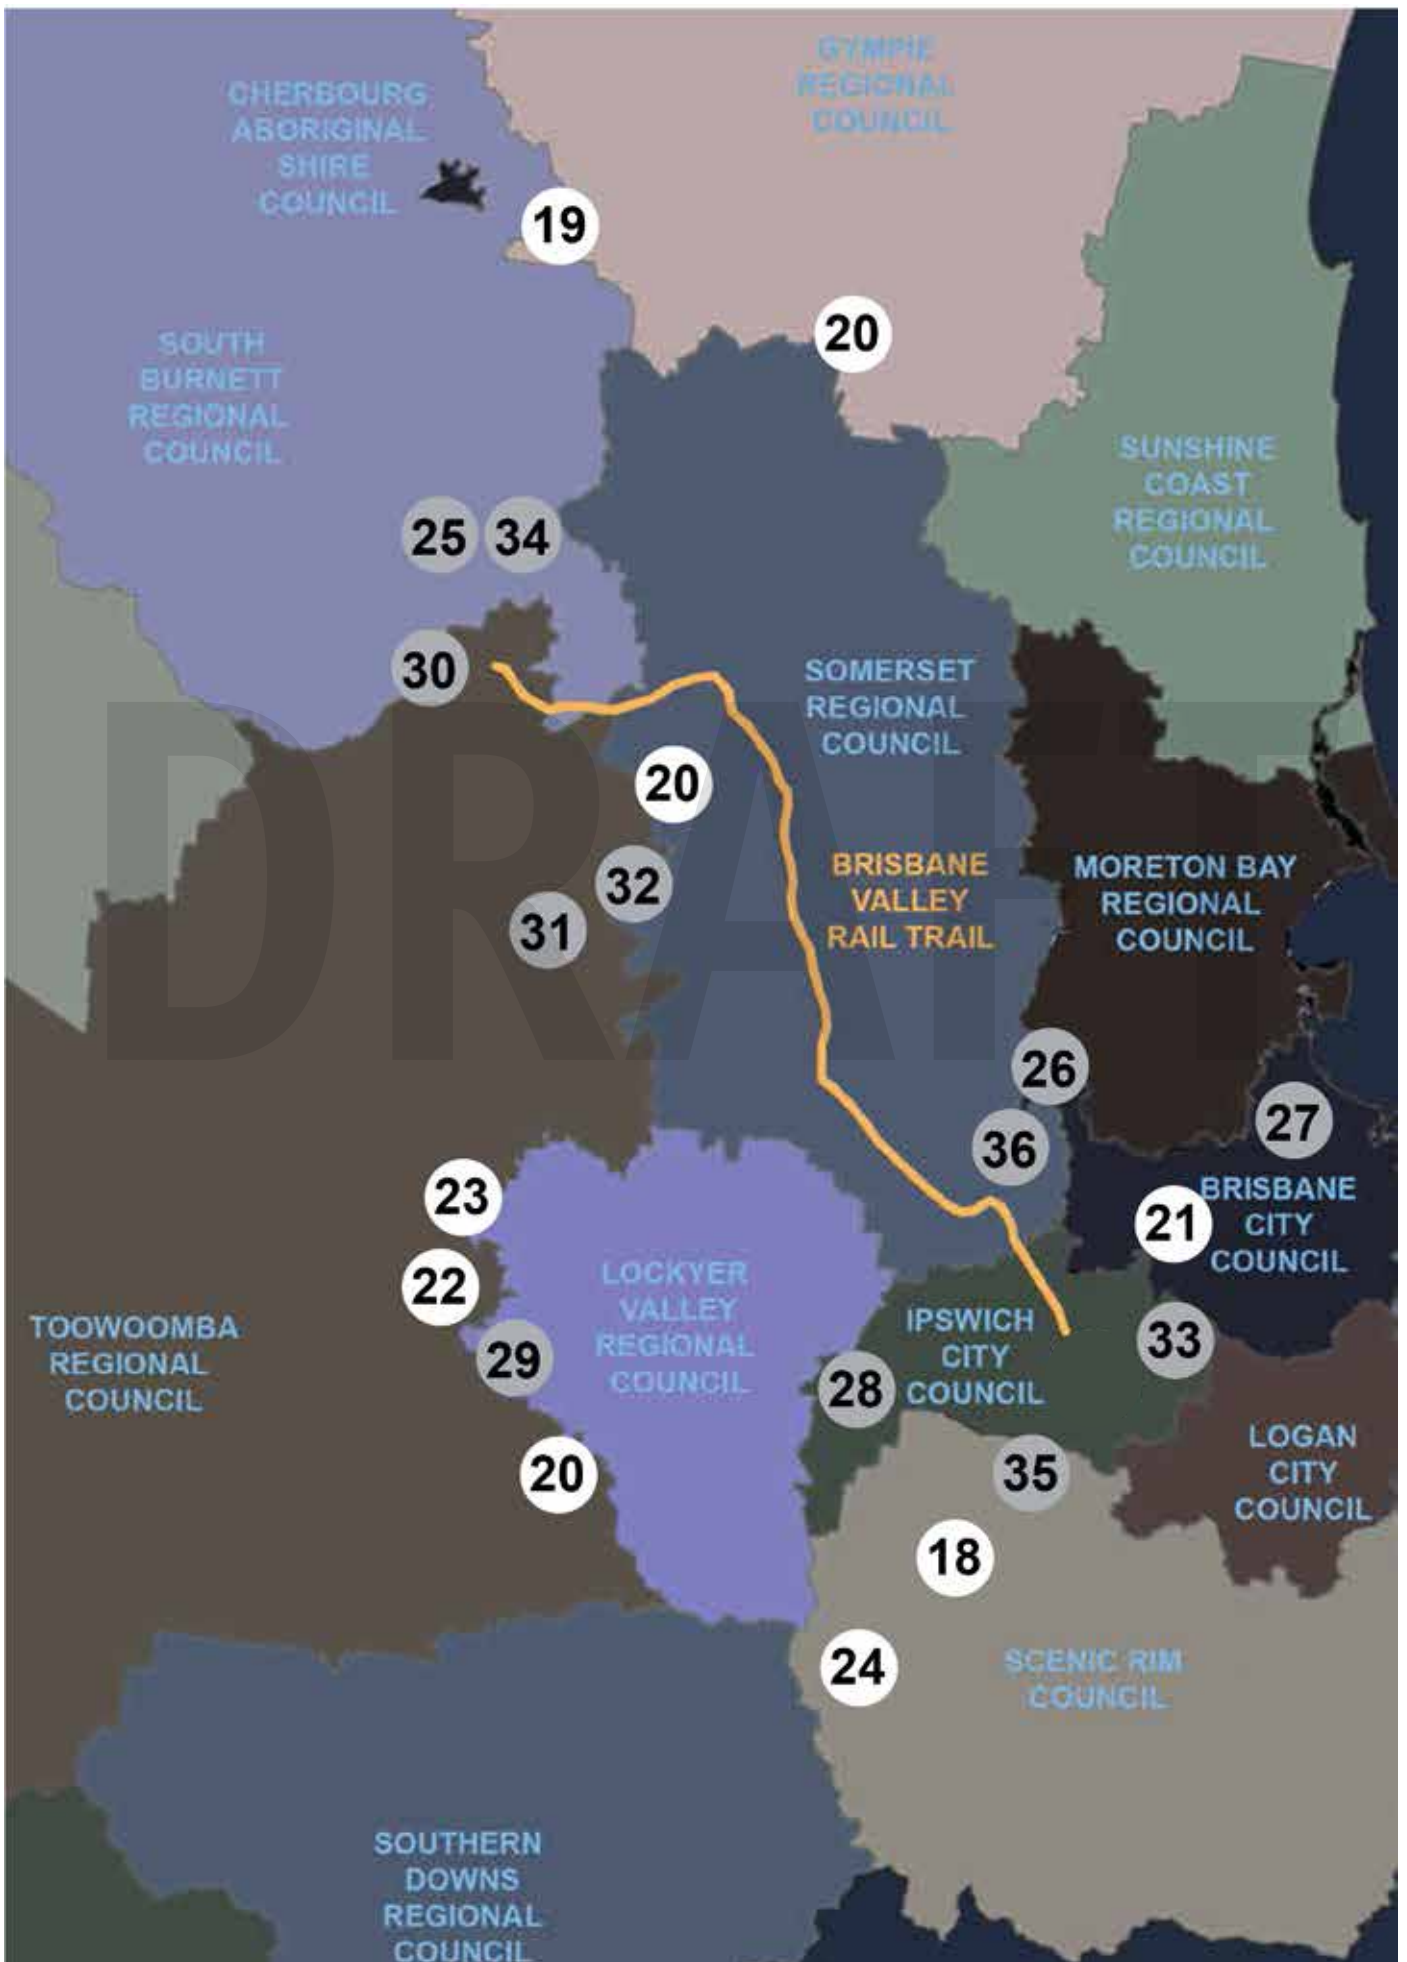 GYMPIE
REGIONAL
COUNCIL
CHERBOURG
ABORIGINAL
SHIRE
COUNCIL
19
20
SOUTH
BURNETT
REGIONAL
COUNCIL
SUNSHINE
COAST
REGIONAL
COUNCIL
25 34
30
SOMERSET
REGIONAL
COUNCIL
DRAFT
20
32
31
BRISBANE
VALLEY
RAIL TRAIL
MORETON BAY
REGIONAL
COUNCIL
26
27
36
23
21
BRISBANE
CITY
COUNCIL
22
LOCKYER
VALLEY
REGIONAL
COUNCIL
TOOWOOMBA
REGIONAL
COUNCIL
29
IPSWICH
CITY
COUNCIL
33
28
LOGAN
CITY
COUNCIL
20
35
18
24
SCENIC RIM
COUNCIL
SOUTHERN
DOWNS
REGIONAL
COUNCIL